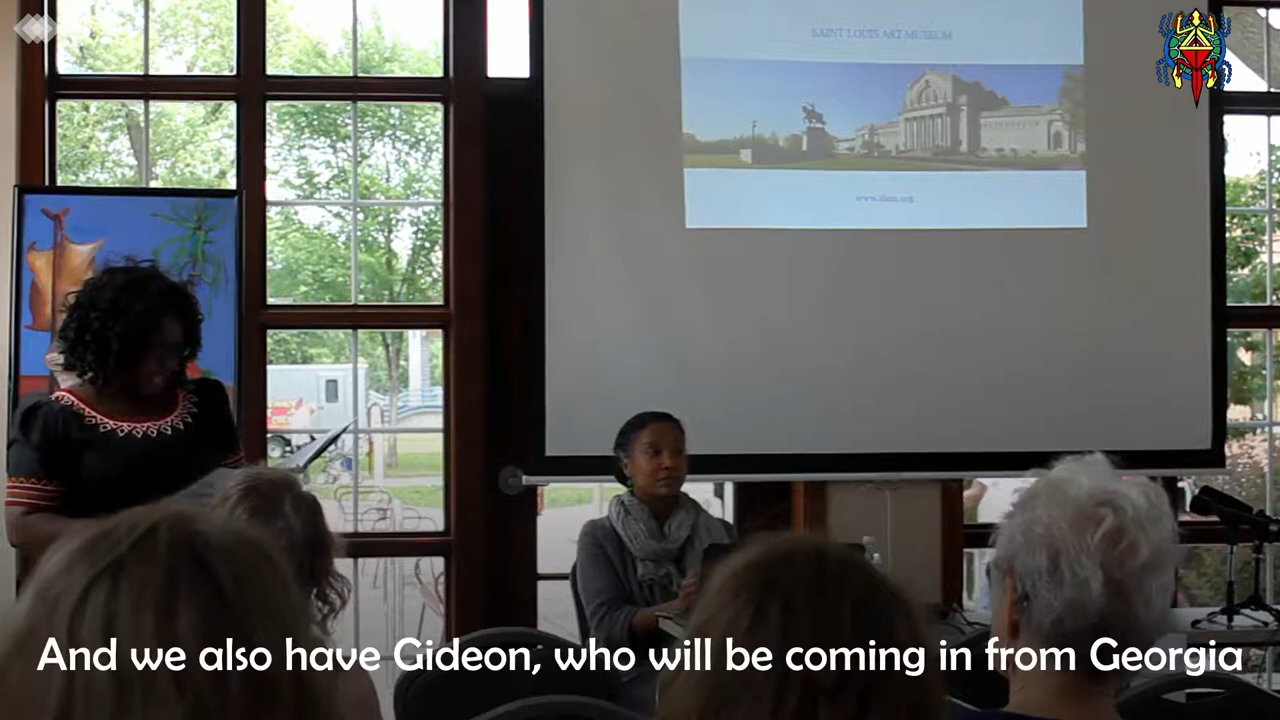 SAINT LOUIS ART MUSEUM
www.slam.org
And we also have Gideon, who will be coming in from Georgia